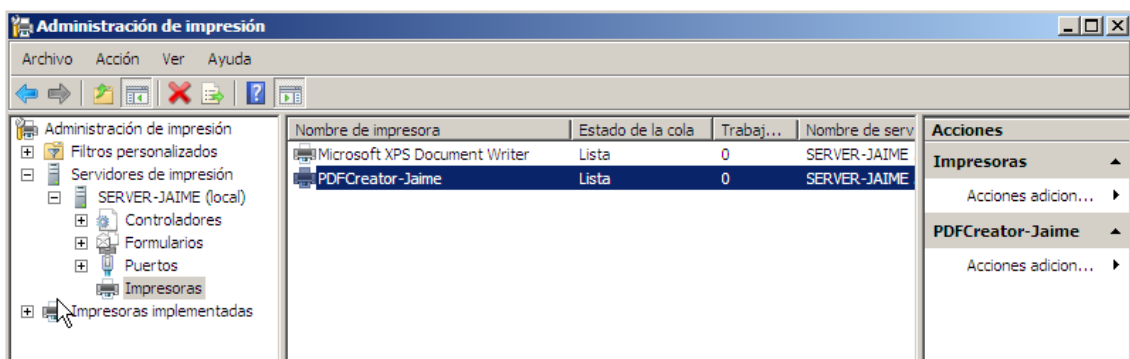 Administración de impresión
Archivo Acción Ver Ayuda
Administración de impresión
Filtros personalizados
Servidores de impresión
SERVER-JAIME (local)
Controladores
Formularios
Puertos
Impresoras
Impresoras implementadas
Nombre de impresora Estado de la cola Trabaj... Nombre de serv
Microsoft XPS Document Writer Lista 0 SERVER-JAIME
PDFCreator-Jaime Lista 0 SERVER-JAIME
Acciones
Impresoras
Acciones adicion...
PDFCreator-Jaime
Acciones adicion...